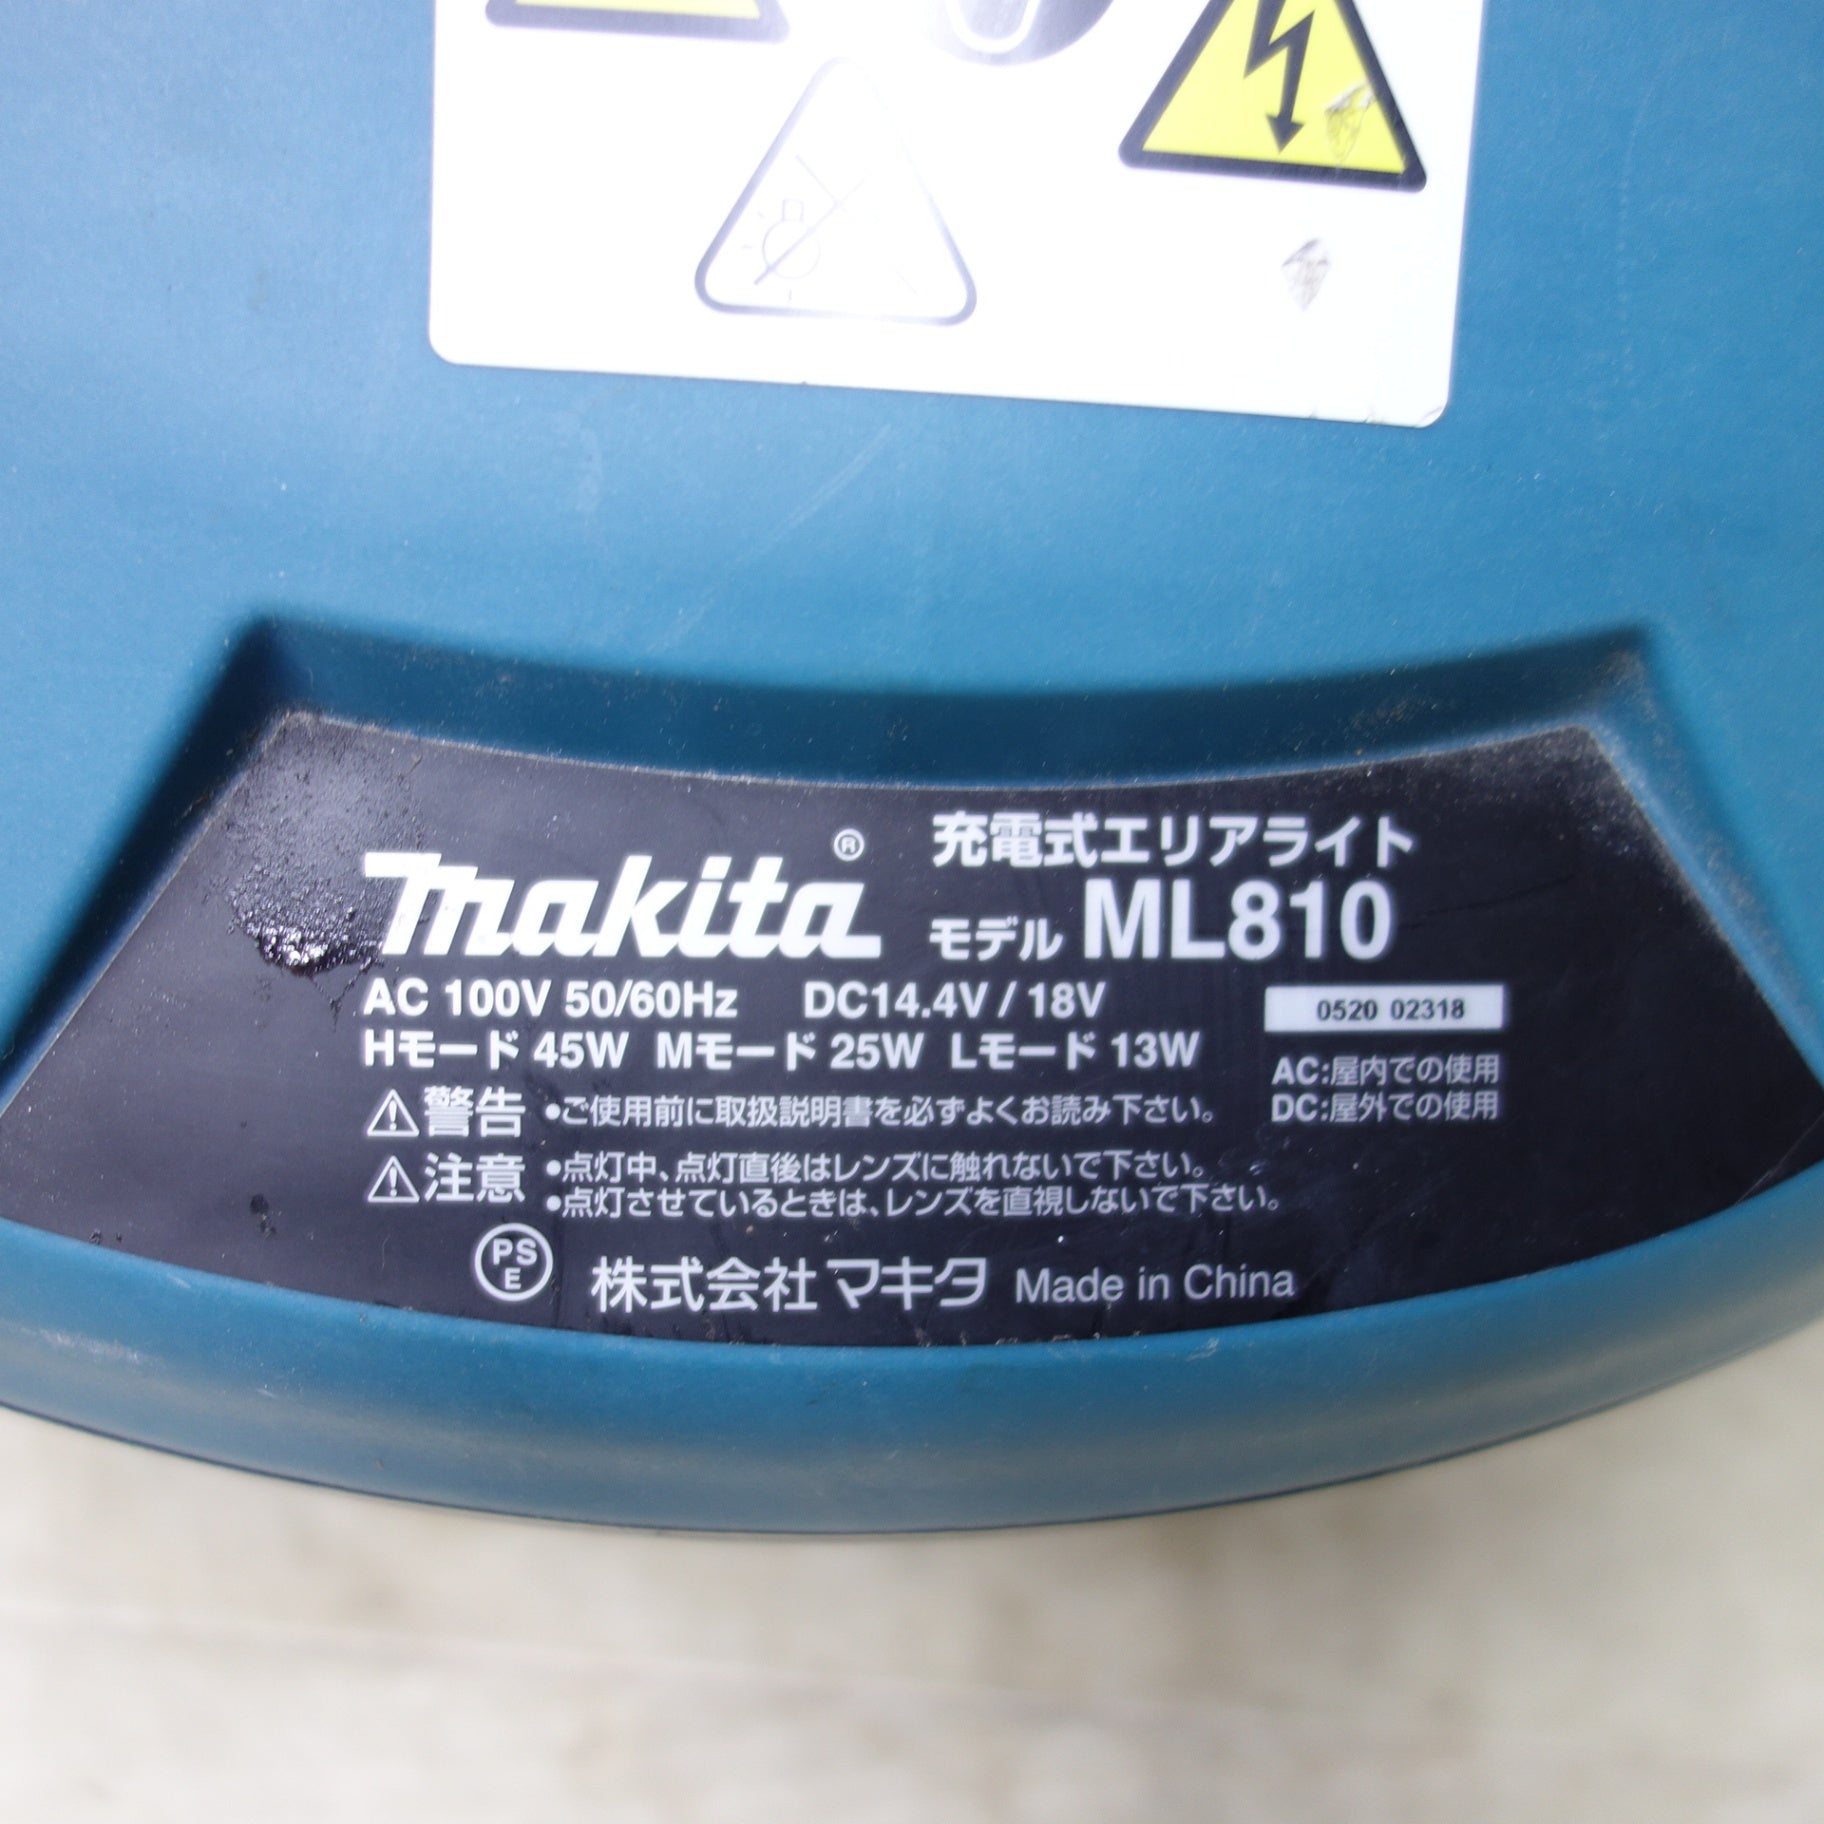 makita®
充電式エリアライト
モデル ML810
AC 100V 50/60Hz DC14.4V / 18V
0520 02318
Hモード 45W Mモード 25W Lモード 13W
AC:屋内での使用
DC:屋外での使用
⚠警告 •ご使用前に取扱説明書を必ずよくお読み下さい。
⚠注意 •点灯中、点灯直後はレンズに触れないで下さい。
•点灯させているときは、レンズを直視しないで下さい。
PS
E
株式会社マキタ Made in China